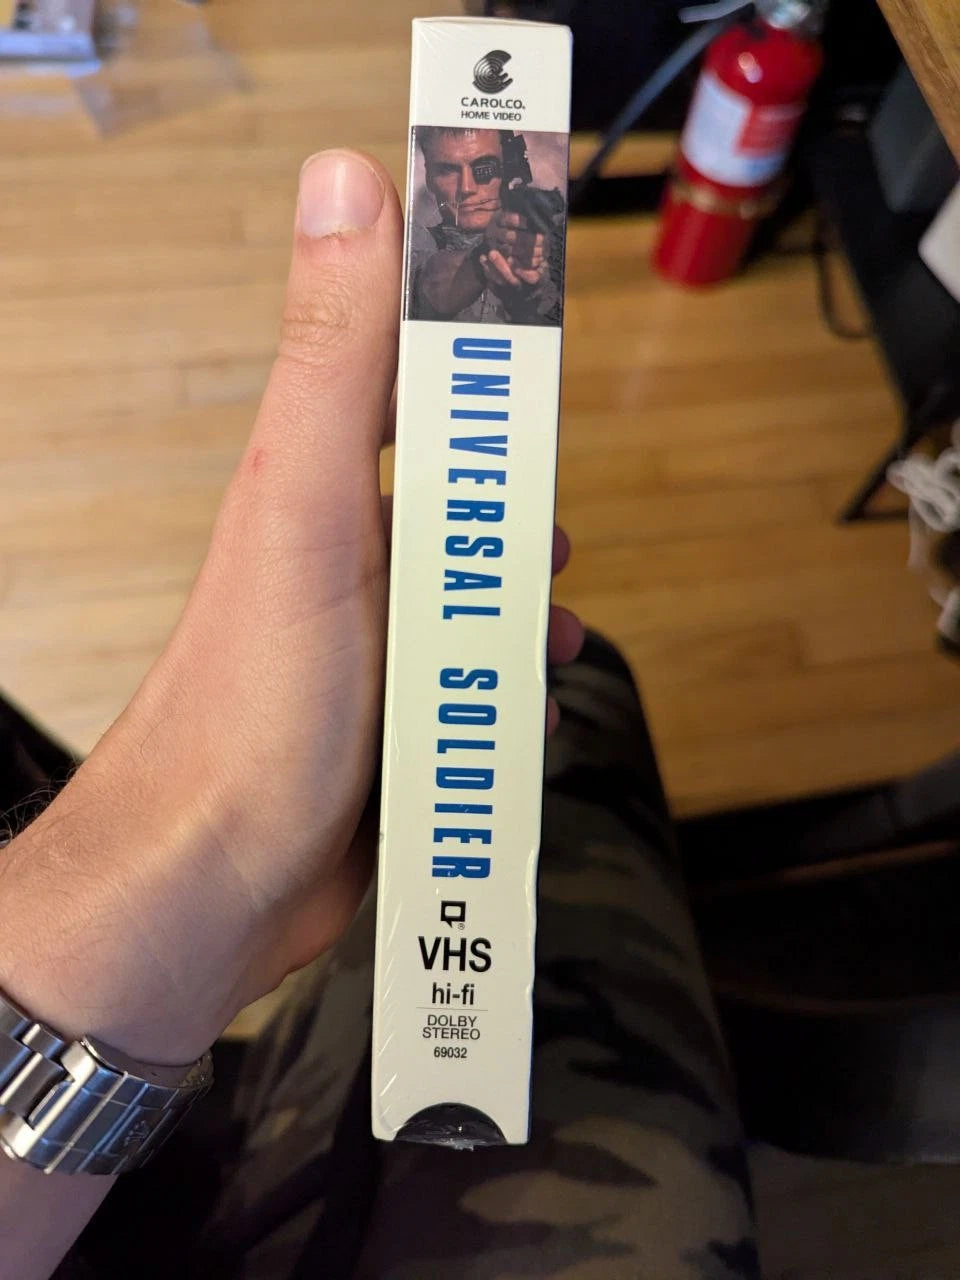 CAROLCO®
HOME VIDEO
UNIVERSAL SOLDIER
®
VHS
hi-fi
DOLBY
STEREO
69032